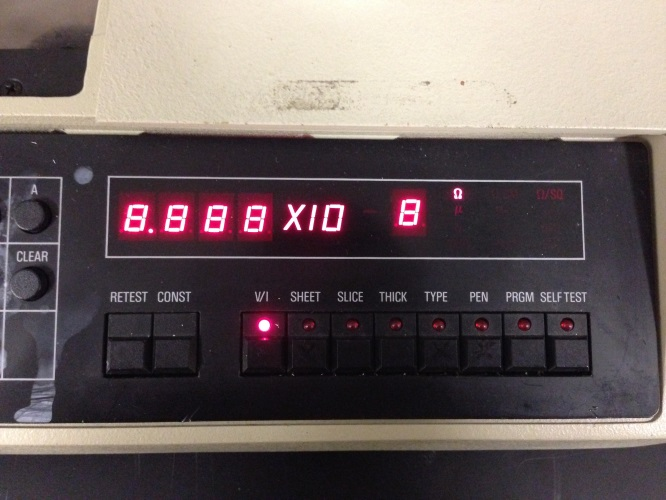 A
8.888 X10 8 Ω Ω/SQ
μ
CLEAR
RETEST CONST V/I SHEET SLICE THICK TYPE PEN PRGM SELF TEST